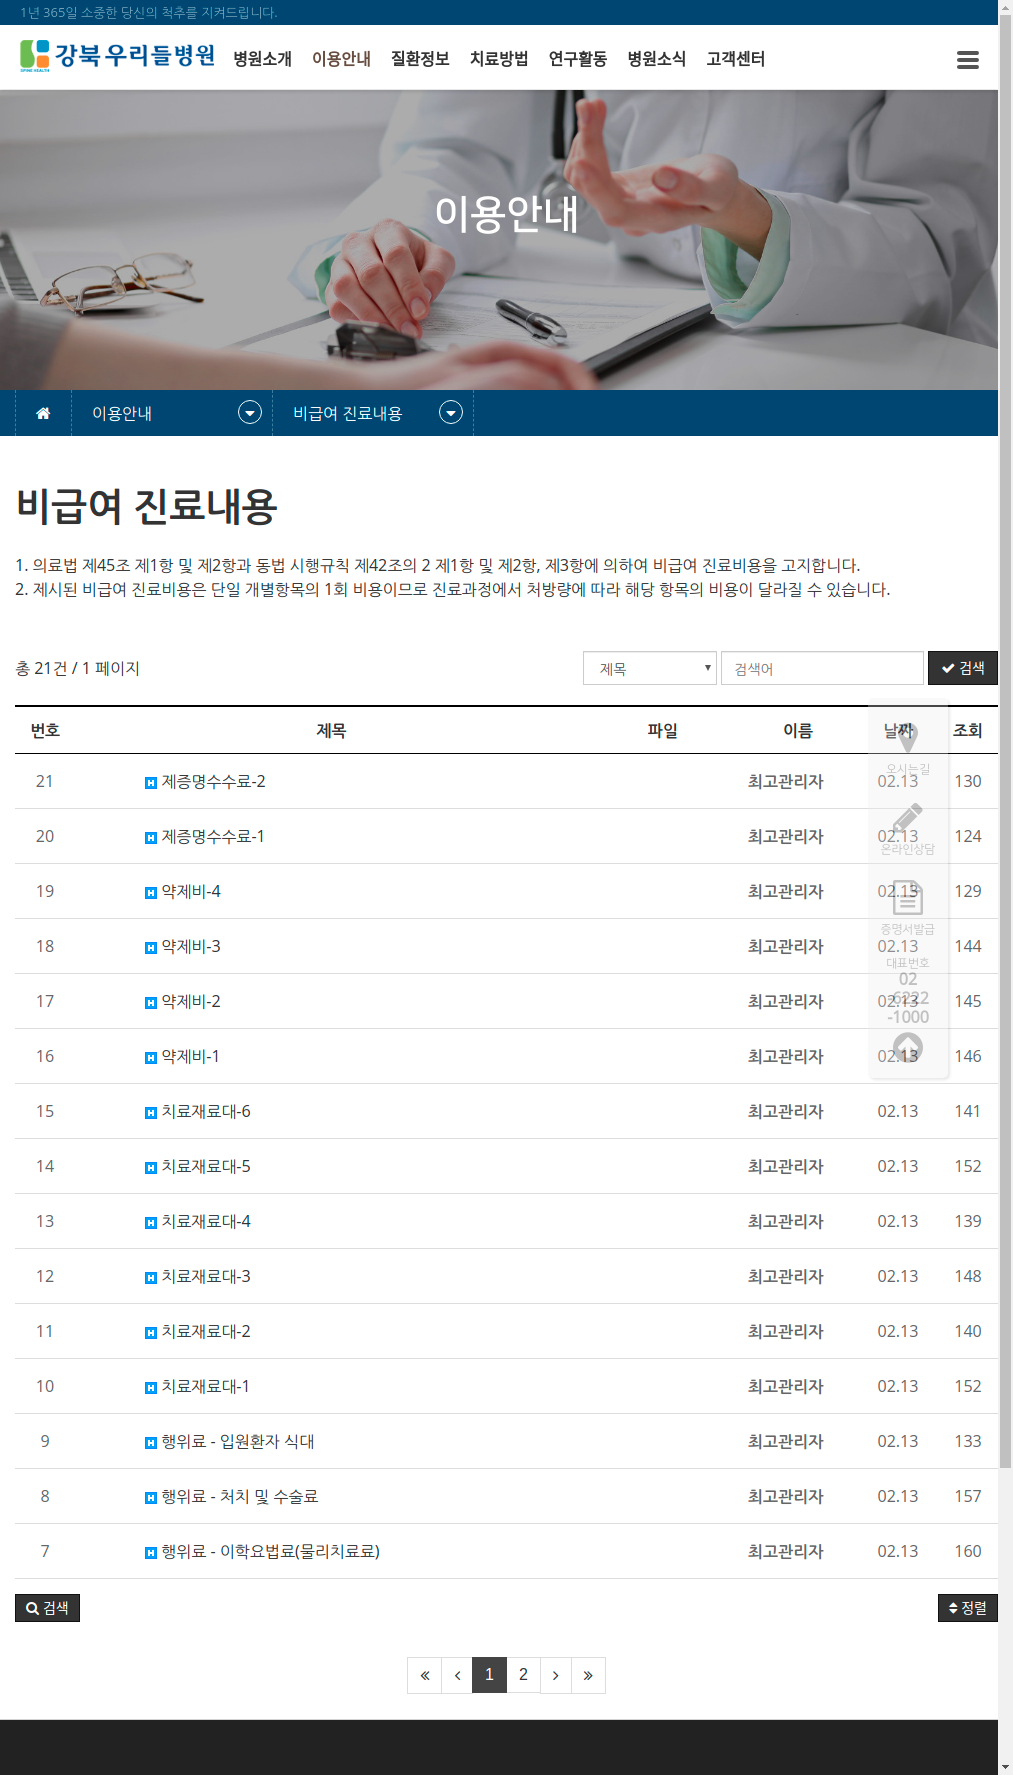 1년 365일 소중한 당신의 척추를 지켜드립니다.
강북 우리들병원 병원소개 이용안내 질환정보 치료방법 연구활동 병원소식 고객센터
SPINE HEALTH
이용안내
이용안내 비급여 진료내용
비급여 진료내용
1. 의료법 제45조 제1항 및 제2항과 동법 시행규칙 제42조의 2 제1항 및 제2항, 제3항에 의하여 비급여 진료비용을 고지합니다.
2. 제시된 비급여 진료비용은 단일 개별항목의 1회 비용이므로 진료과정에서 처방량에 따라 해당 항목의 비용이 달라질 수 있습니다.
총 21건 / 1 페이지 제목 검색어 검색
번호 제목 파일 이름 날짜 조회
21 H 제증명수수료-2 최고관리자 02.13 130
20 H 제증명수수료-1 최고관리자 02.13 124
19 H 약제비-4 최고관리자 02.13 129
18 H 약제비-3 최고관리자 02.13 144
17 H 약제비-2 최고관리자 02.13 145
16 H 약제비-1 최고관리자 02.13 146
15 H 치료재료대-6 최고관리자 02.13 141
14 H 치료재료대-5 최고관리자 02.13 152
13 H 치료재료대-4 최고관리자 02.13 139
12 H 치료재료대-3 최고관리자 02.13 148
11 H 치료재료대-2 최고관리자 02.13 140
10 H 치료재료대-1 최고관리자 02.13 152
9 H 행위료 - 입원환자 식대 최고관리자 02.13 133
8 H 행위료 - 처치 및 수술료 최고관리자 02.13 157
7 H 행위료 - 이학요법료(물리치료료) 최고관리자 02.13 160
오시는길
온라인상담
증명서발급
대표번호
02
-6222
-1000
검색 정렬
« ‹ 1 2 › »